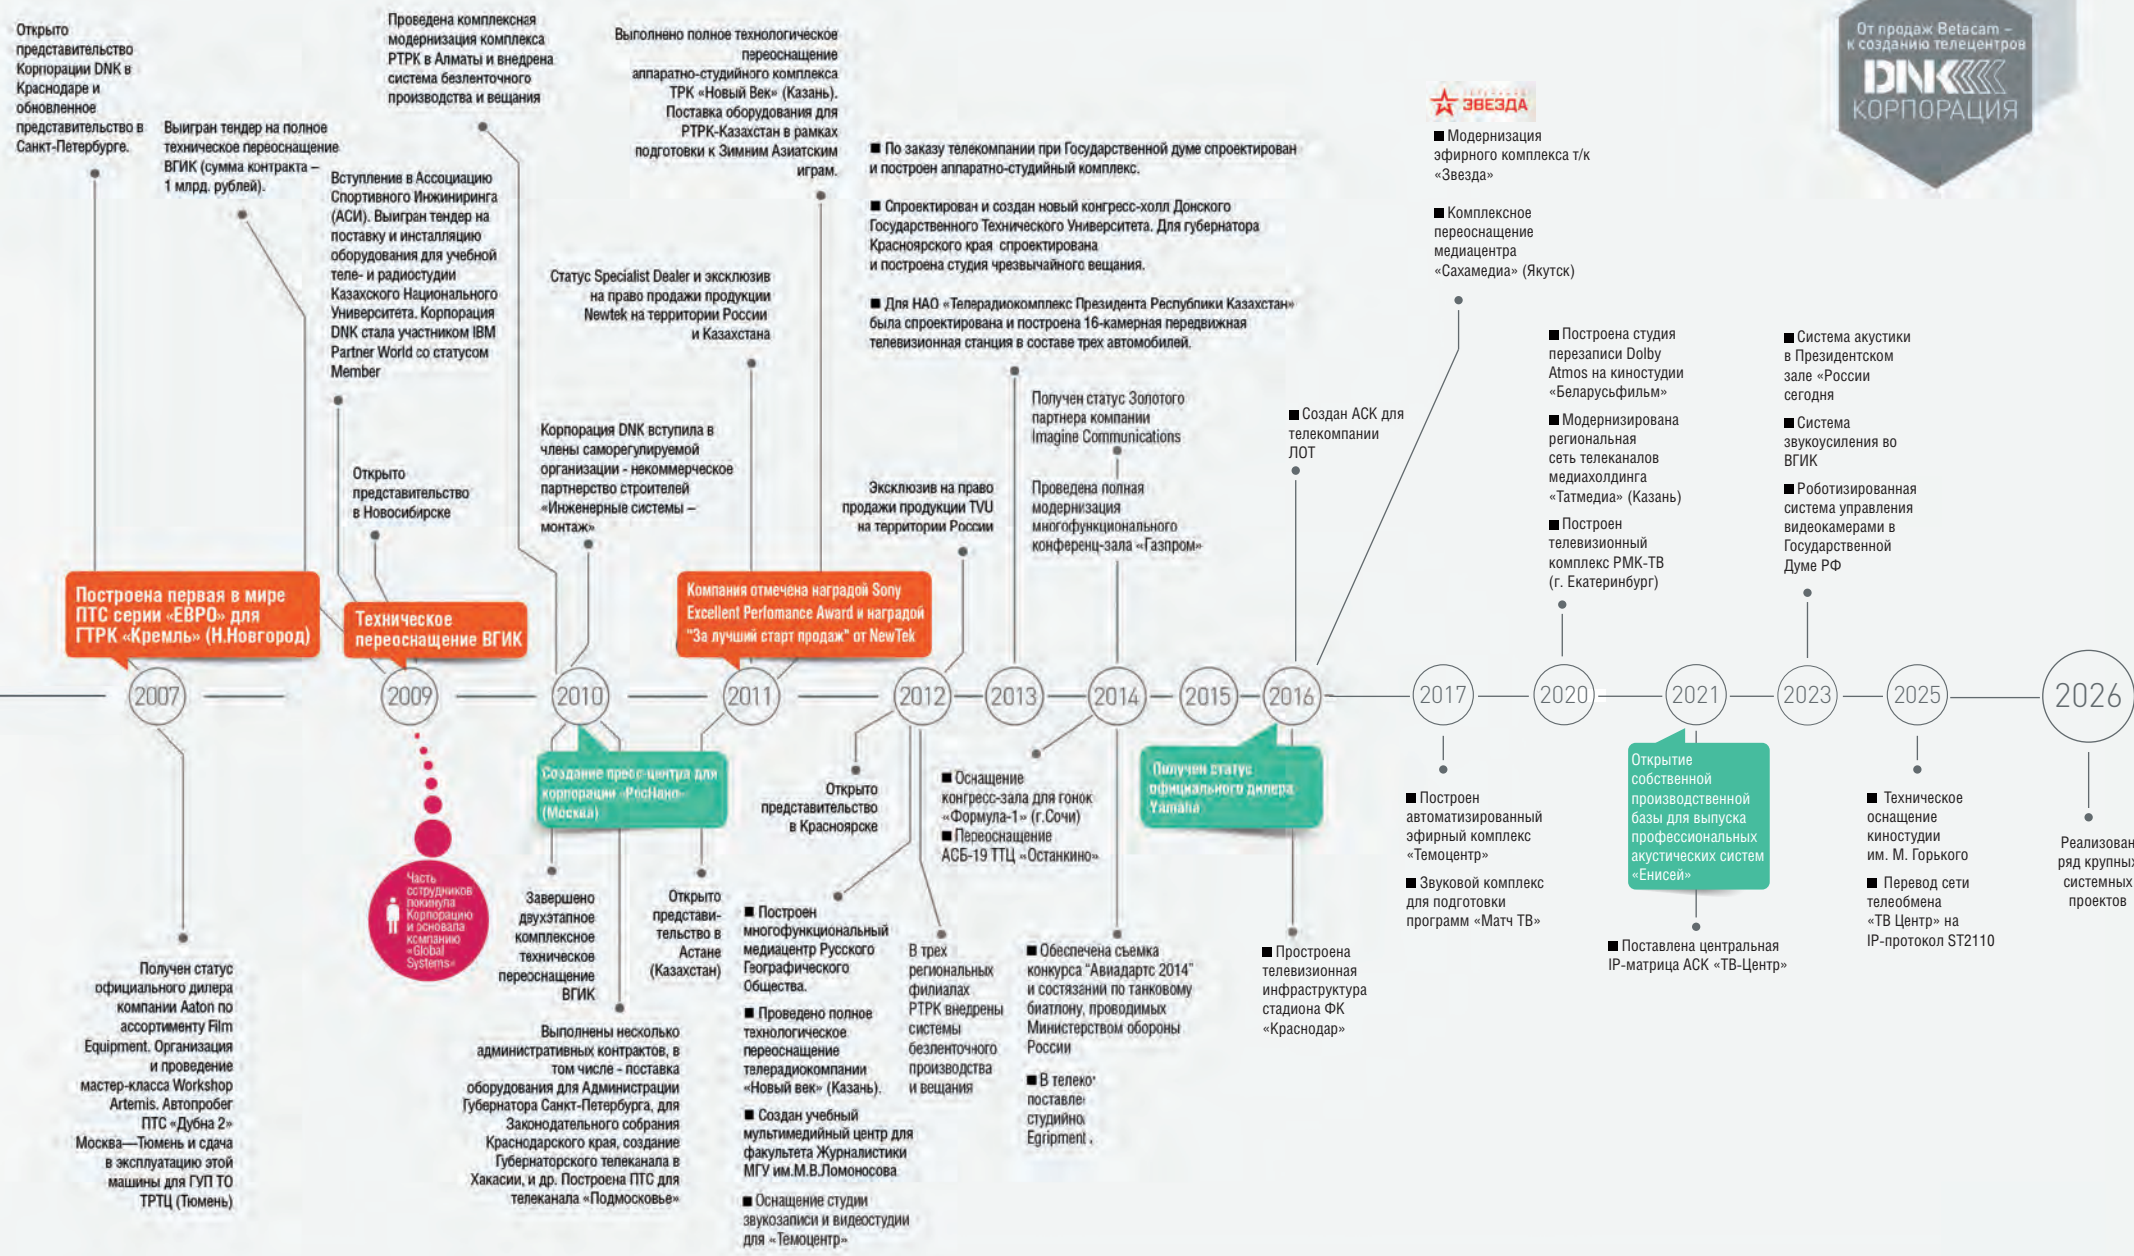 Открыто
представительство
Корпорации DNK в
Краснодаре и
обновленное
представительство в
Санкт-Петербурге.
Выигран тендер на полное
техническое переоснащение
ВГИК (сумма контракта –
1 млрд. рублей).
Проведена комплексная
модернизация комплекса
РТРК в Алматы и внедрена
система безленточного
производства и вещания
Вступление в Ассоциацию
Спортивного Инжиниринга
(АСИ). Выигран тендер на
поставку и инсталляцию
оборудования для учебной
теле- и радиостудии
Казахского Национального
Университета. Корпорация
DNK стала участником IBM
Partner World со статусом
Member
Открыто
представительство
в Новосибирске
Выполнено полное технологическое
переоснащение
аппаратно-студийного комплекса
ТРК «Новый Век» (Казань).
Поставка оборудования для
РТРК-Казахстан в рамках
подготовки к Зимним Азиатским
играм.
Статус Specialist Dealer и эксклюзив
на право продажи продукции
Newtek на территории России
и Казахстана
Корпорация DNK вступила в
члены саморегулируемой
организации - некоммерческое
партнерство строителей
«Инженерные системы –
монтаж»
■ По заказу телекомпании при Государственной думе спроектирован
и построен аппаратно-студийный комплекс.
■ Спроектирован и создан новый конгресс-холл Донского
Государственного Технического Университета. Для губернатора
Красноярского края спроектирована
и построена студия чрезвычайного вещания.
■ Для НАО «Телерадиокомплекс Президента Республики Казахстан»
была спроектирована и построена 16-камерная передвижная
телевизионная станция в составе трех автомобилей.
Эксклюзив на право
продажи продукции TVU
на территории России
Получен статус Золотого
партнера компании
Imagine Communications
Проведена полная
модернизация
многофункционального
конференц-зала «Газпром»
■ Создан АСК для
телекомпании
ЛОТ
ЗВЕЗДА
■ Модернизация
эфирного комплекса т/к
«Звезда»
■ Комплексное
переоснащение
медиацентра
«Сахамедиа» (Якутск)
■ Построена студия
перезаписи Dolby
Atmos на киностудии
«Беларусьфильм»
■ Модернизирована
региональная
сеть телеканалов
медиахолдинга
«Татмедиа» (Казань)
■ Построен
телевизионный
комплекс РМК-ТВ
(г. Екатеринбург)
■ Система акустики
в Президентском
зале «России
сегодня
■ Система
звукоусиления во
ВГИК
■ Роботизированная
система управления
видеокамерами в
Государственной
Думе РФ
От продаж Betacam –
к созданию телецентров
DNK
КОРПОРАЦИЯ
Построена первая в мире
ПТС серии «ЕВРО» для
ГТРК «Кремль» (Н.Новгород)
Техническое
переоснащение ВГИК
Компания отмечена наградой Sony
Excellent Perfomance Award и наградой
"За лучший старт продаж" от NewTek
2007
2009
2010
2011
2012
2013
2014
2015
2016
2017
2020
2021
2023
2025
2026
Получен статус
официального дилера
компании Aaton по
ассортименту Film
Equipment. Организация
и проведение
мастер-класса Workshop
Artemis. Автопробег
ПТС «Дубна 2»
Москва—Тюмень и сдача
в эксплуатацию этой
машины для ГУП ТО
ТРТЦ (Тюмень)
Часть
сотрудников
покинула
Корпорацию
и основала
компанию
«Global
Systems»
Создание пресс-центра для
корпорации «РосНано»
(Москва)
Завершено
двухэтапное
комплексное
техническое
переоснащение
ВГИК
Выполнены несколько
административных контрактов, в
том числе - поставка
оборудования для Администрации
Губернатора Санкт-Петербурга, для
Законодательного собрания
Краснодарского края, создание
Губернаторского телеканала в
Хакасии, и др. Построена ПТС для
телеканала «Подмосковье»
Открыто
представи-
тельство в
Астане
(Казахстан)
Открыто
представительство
в Красноярске
■ Построен
многофункциональный
медиацентр Русского
Географического
Общества.
■ Проведено полное
технологическое
переоснащение
телерадиокомпании
«Новый век» (Казань).
■ Создан учебный
мультимедийный центр для
факультета Журналистики
МГУ им.М.В.Ломоносова
■ Оснащение студии
звукозаписи и видеостудии
для «Темоцентр»
В трех
региональных
филиалах
РТРК внедрены
системы
безленточного
производства
и вещания
■ Оснащение
конгресс-зала для гонок
«Формула-1» (г.Сочи)
■ Переоснащение
АСБ-19 ТТЦ «Останкино»
■ Обеспечена съемка
конкурса "Авиадартс 2014"
и состязаний по танковому
биатлону, проводимых
Министерством обороны
России
■ В телеко
поставле
студийно
Egripment
Получен статус
официального дилера
Yamaha
■ Простроена
телевизионная
инфраструктура
стадиона ФК
«Краснодар»
■ Построен
автоматизированный
эфирный комплекс
«Темоцентр»
■ Звуковой комплекс
для подготовки
программ «Матч ТВ»
Открытие
собственной
производственной
базы для выпуска
профессиональных
акустических систем
«Енисей»
■ Поставлена центральная
IP-матрица АСК «ТВ-Центр»
■ Техническое
оснащение
киностудии
им. М. Горького
■ Перевод сети
телеобмена
«ТВ Центр» на
IP-протокол ST2110
Реализован
ряд крупных
системных
проектов